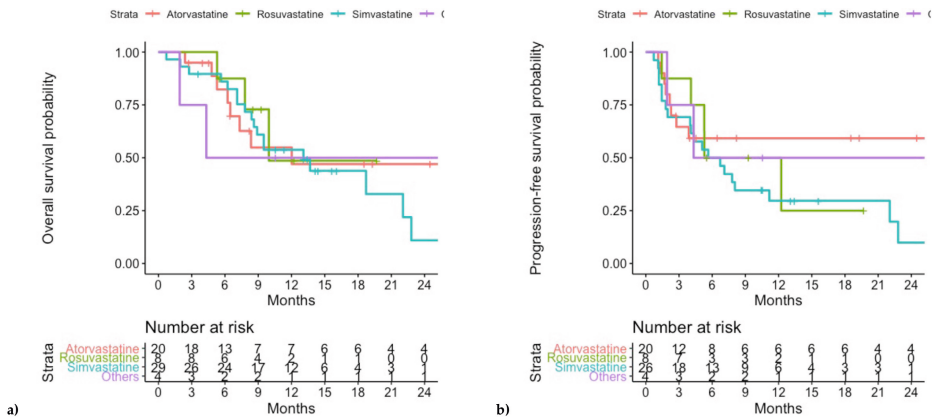 Strata Atorvastatine Rosuvastatine Simvastatine
Overall survival probability
1.00
0.75
0.50
0.25
0.00
0 3 6 9 12 15 18 21 24
Months
Number at risk
Strata
Atorvastatine 20 18 13 7 7 6 6 4 4
Rosuvastatine 8 8 6 4 2 1 1 0 0
Simvastatine 29 26 24 17 12 6 4 3 1
Others 4 3 2 2 1 1 1 1 1
0 3 6 9 12 15 18 21 24
Months
a)
Strata Atorvastatine Rosuvastatine Simvastatine
Progression-free survival probability
1.00
0.75
0.50
0.25
0.00
0 3 6 9 12 15 18 21 24
Months
Number at risk
Strata
Atorvastatine 20 12 8 6 6 6 6 4 4
Rosuvastatine 8 7 3 3 2 1 1 0 0
Simvastatine 26 18 13 9 6 4 3 3 1
Others 4 3 2 2 1 1 1 1 1
0 3 6 9 12 15 18 21 24
Months
b)